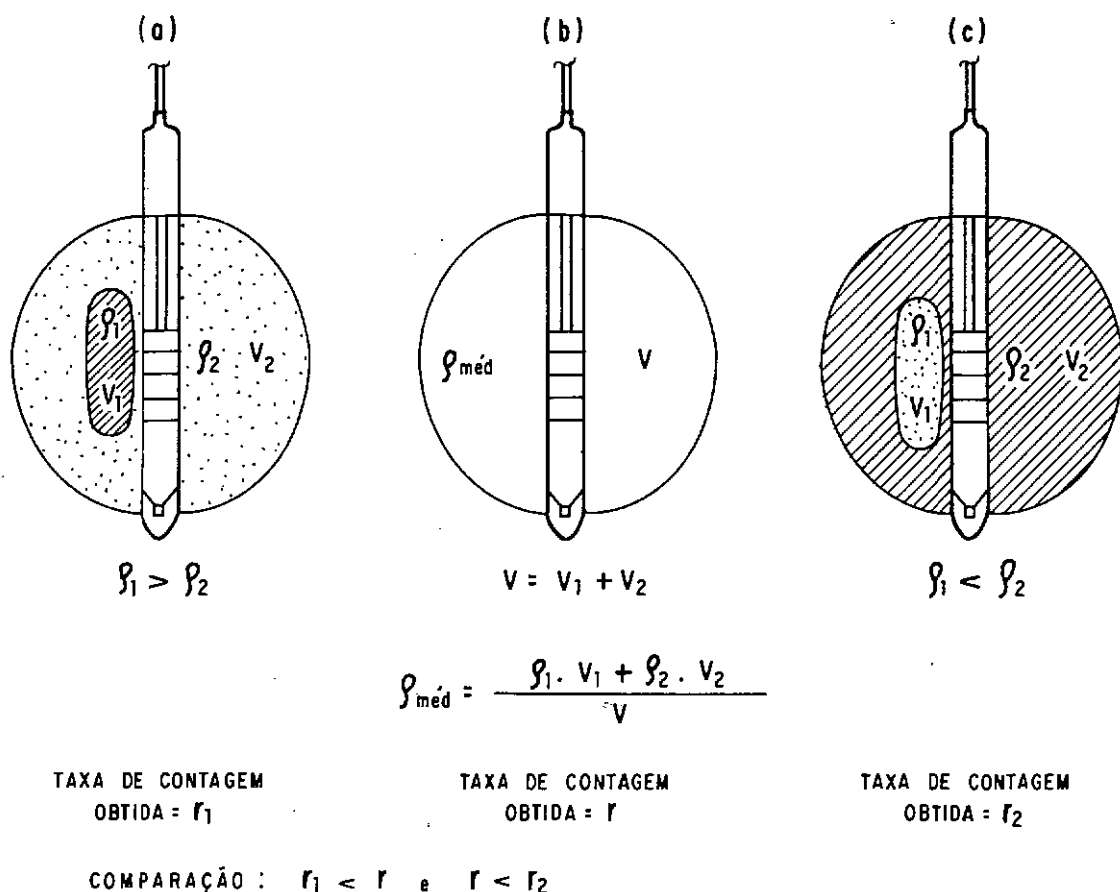 (a)
(b)
(c)
ρ1
V1
ρ2 V2
ρméd
V
ρ1
V1
ρ2
V2
ρ1 > ρ2
V = V1 + V2
ρ1 < ρ2
ρméd = ρ1. V1 + ρ2. V2
V
TAXA DE CONTAGEM
OBTIDA = r1
TAXA DE CONTAGEM
OBTIDA = r
TAXA DE CONTAGEM
OBTIDA = r2
COMPARAÇÃO : r1 < r e r < r2